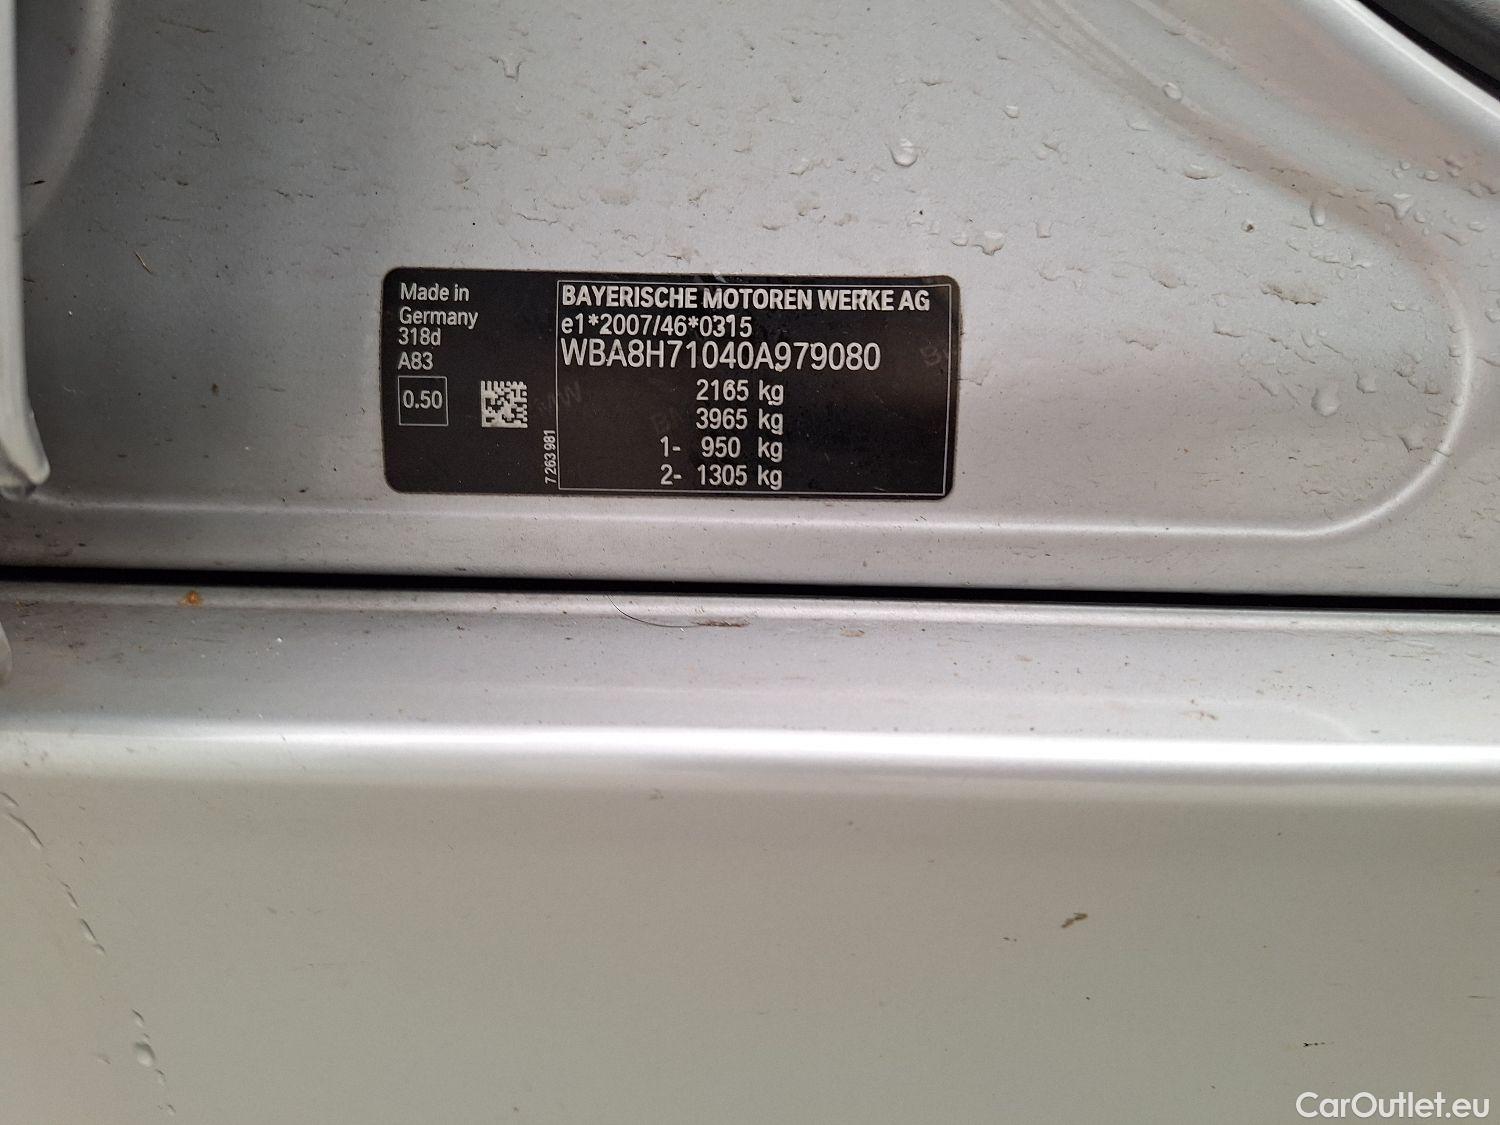 Made in
Germany
318d
A83
0.50
7 263 981
BAYERISCHE MOTOREN WERKE AG
e1*2007/46*0315
WBA8H71040A979080
2165 kg
3965 kg
1- 950 kg
2- 1305 kg
CarOutlet.eu